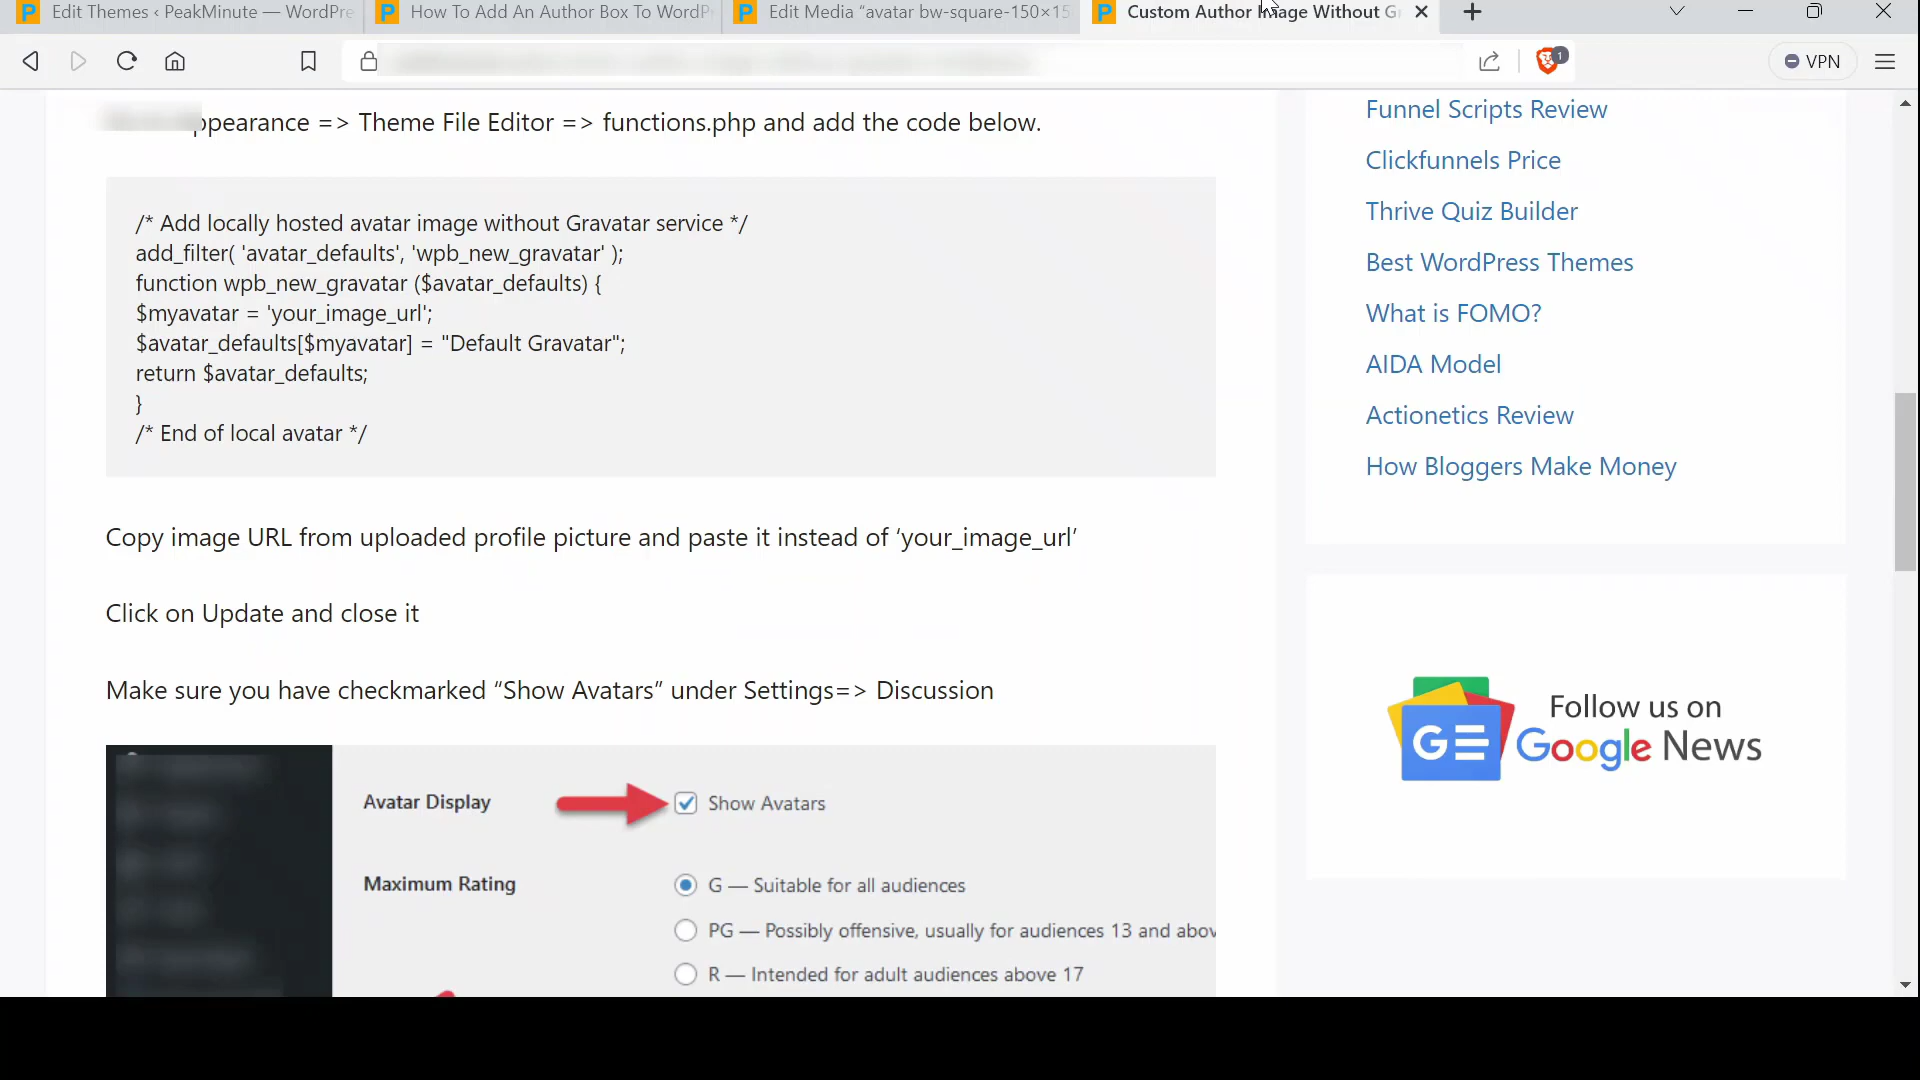 Edit Themes ‹ PeakMinute — WordPre
How To Add An Author Box To WordP
Edit Media “avatar bw-square-150×15
Custom Author Image Without G
1
VPN
ppearance => Theme File Editor => functions.php and add the code below.
/* Add locally hosted avatar image without Gravatar service */
add_filter( 'avatar_defaults', 'wpb_new_gravatar' );
function wpb_new_gravatar ($avatar_defaults) {
$myavatar = 'your_image_url';
$avatar_defaults[$myavatar] = "Default Gravatar";
return $avatar_defaults;
}
/* End of local avatar */
Copy image URL from uploaded profile picture and paste it instead of ‘your_image_url’
Click on Update and close it
Make sure you have checkmarked “Show Avatars” under Settings=> Discussion
Avatar Display
Show Avatars
Maximum Rating
G — Suitable for all audiences
PG — Possibly offensive, usually for audiences 13 and abov
R — Intended for adult audiences above 17
Funnel Scripts Review
Clickfunnels Price
Thrive Quiz Builder
Best WordPress Themes
What is FOMO?
AIDA Model
Actionetics Review
How Bloggers Make Money
Follow us on
Google News